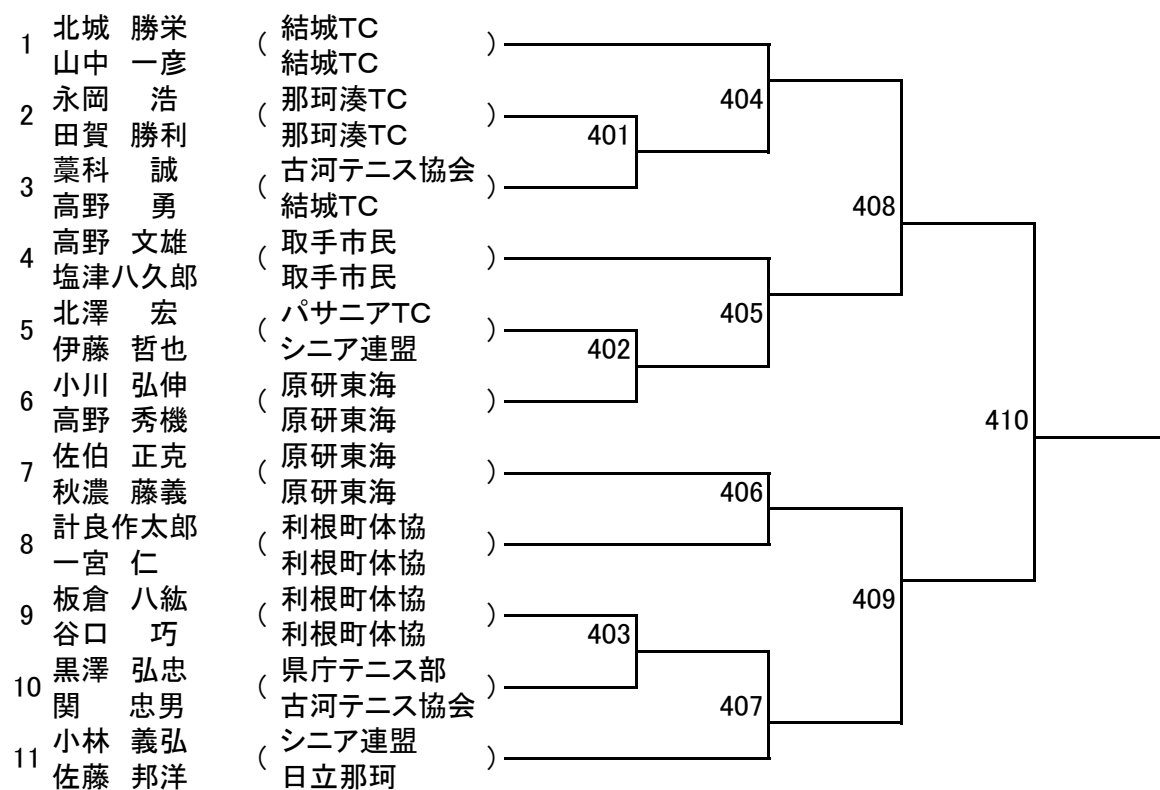 1 北城 勝栄 ( 結城TC )
山中 一彦 結城TC
2 永岡 浩 ( 那珂湊TC )
田賀 勝利 那珂湊TC
3 藁科 誠 ( 古河テニス協会 )
高野 勇 結城TC
4 高野 文雄 ( 取手市民 )
塩津八久郎 取手市民
5 北澤 宏 ( パサニアTC )
伊藤 哲也 シニア連盟
6 小川 弘伸 ( 原研東海 )
高野 秀機 原研東海
7 佐伯 正克 ( 原研東海 )
秋濃 藤義 原研東海
8 計良作太郎 ( 利根町体協 )
一宮 仁 利根町体協
9 板倉 八紘 ( 利根町体協 )
谷口 巧 利根町体協
10 黒澤 弘忠 ( 県庁テニス部 )
関 忠男 古河テニス協会
11 小林 義弘 ( シニア連盟 )
佐藤 邦洋 日立那珂
401
402
403
404
405
406
407
408
409
410